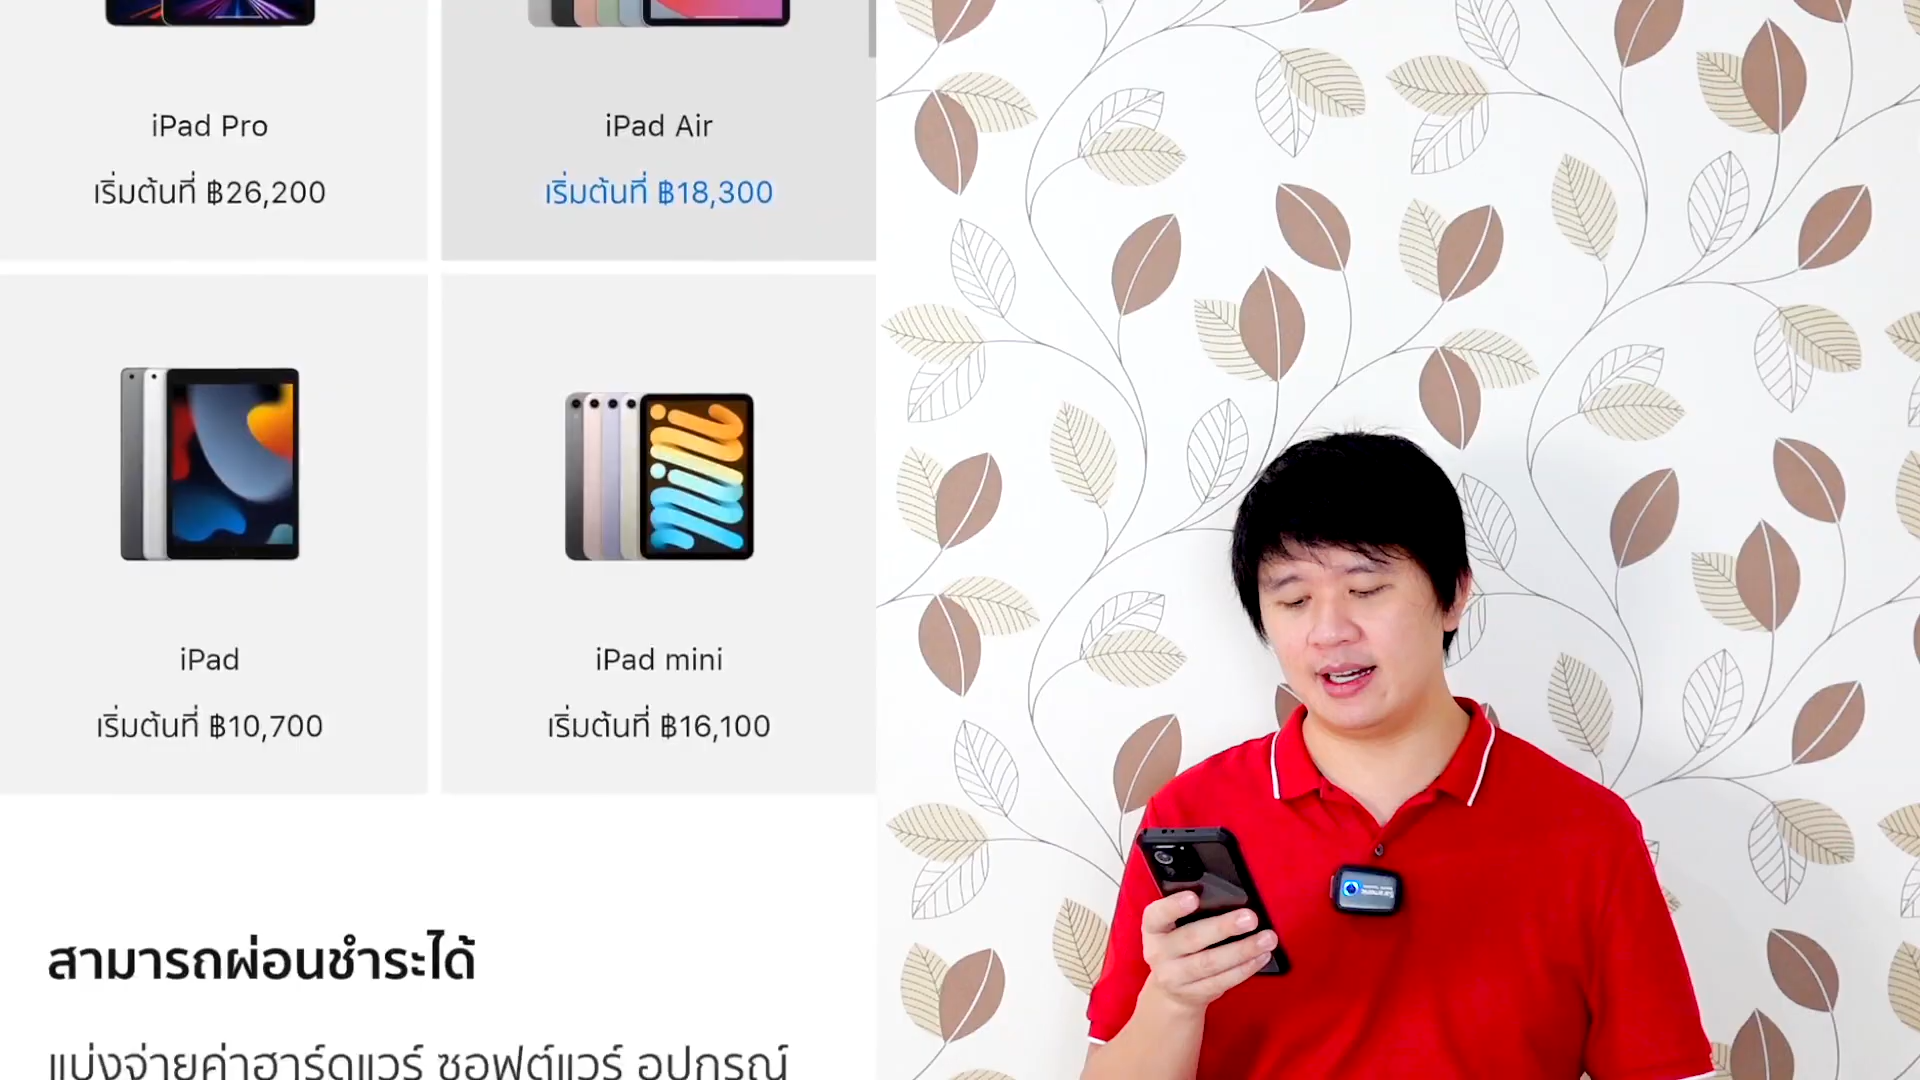 iPad Pro
เริ่มต้นที่ ฿26,200
iPad Air
เริ่มต้นที่ ฿18,300
iPad
เริ่มต้นที่ ฿10,700
iPad mini
เริ่มต้นที่ ฿16,100
สามารถผ่อนชำระได้
แบ่งจ่ายค่าฮาร์ดแวร์ ซอฟต์แวร์ อุปกรณ์